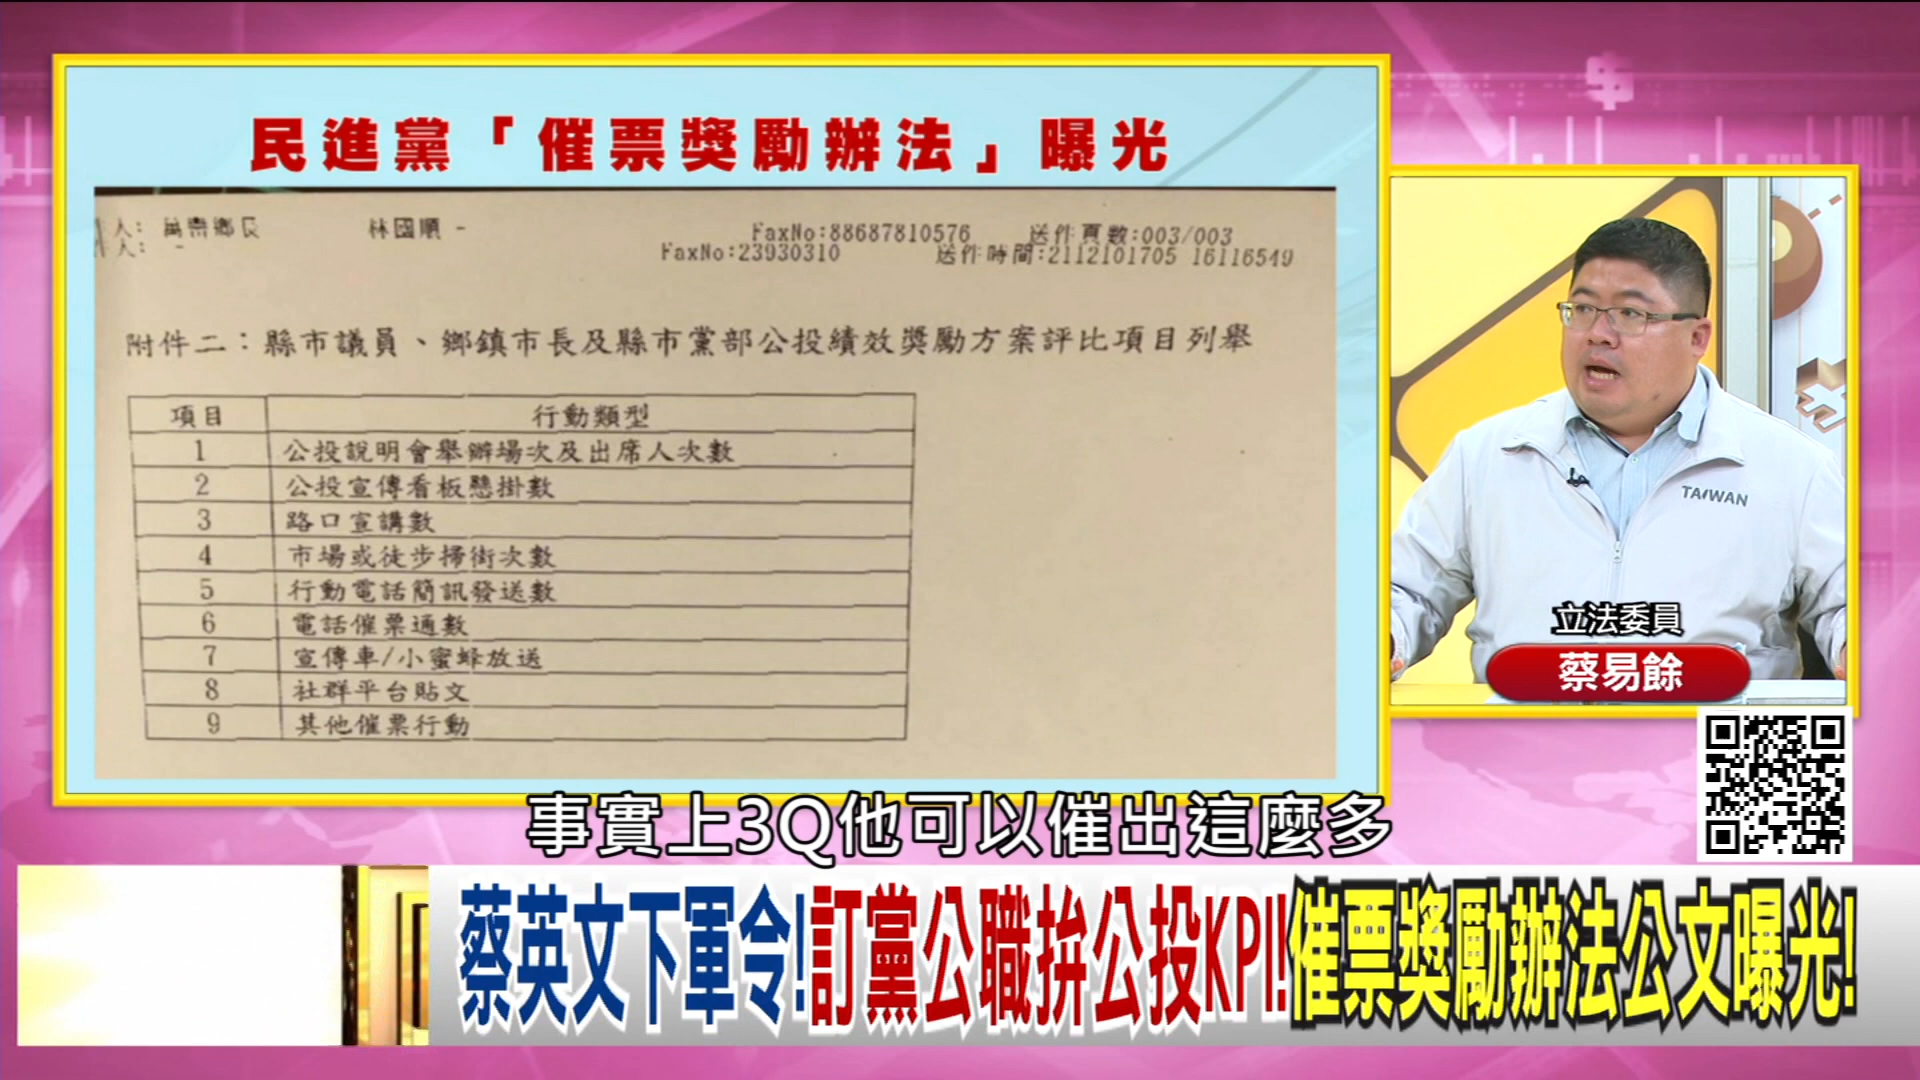 民進黨「催票獎勵辦法」曝光
人: 萬壽鄉長 林國順 - FaxNo:88687810576 送件頁數:003/003
件人: - FaxNo:23930310 送件時間:2112101705 16116549
附件二：縣市議員、鄉鎮市長及縣市黨部公投績效獎勵方案評比項目列舉
項目 行動類型
1 公投說明會舉辦場次及出席人次數
2 公投宣傳看板懸掛數
3 路口宣講數
4 市場或徒步掃街次數
5 行動電話簡訊發送數
6 電話催票通數
7 宣傳車/小蜜蜂放送
8 社群平台貼文
9 其他催票行動
TAIWAN
立法委員
蔡易餘
事實上3Q他可以催出這麼多
蔡英文下軍令!訂黨公職拚公投KPI!催票獎勵辦法公文曝光!